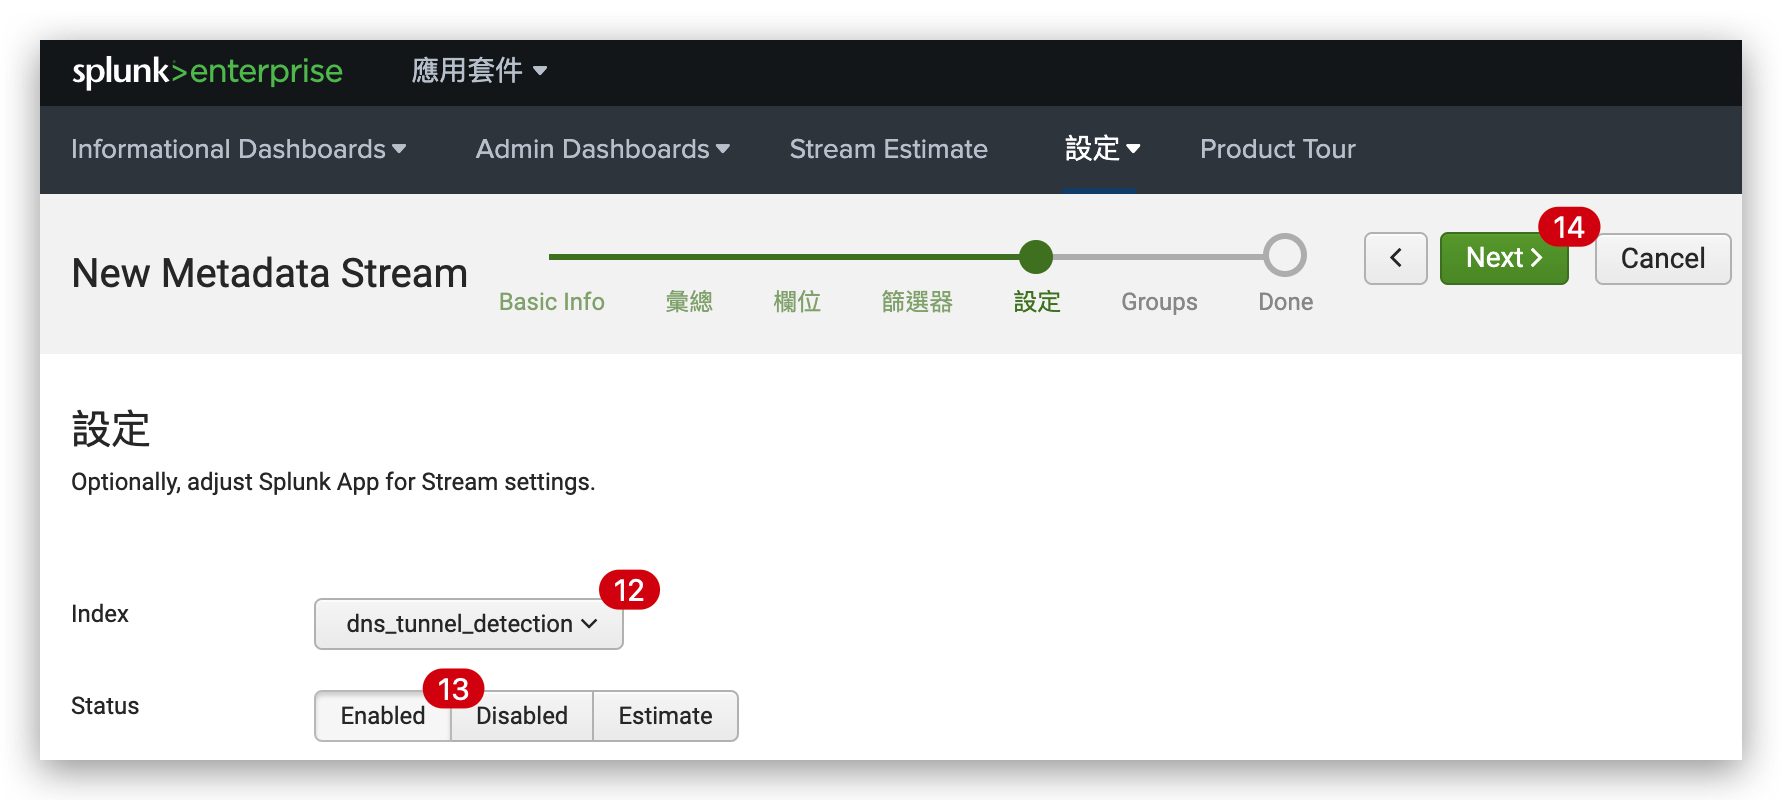 splunk>enterprise 應用套件
Informational Dashboards Admin Dashboards Stream Estimate 設定 Product Tour
New Metadata Stream
Basic Info 彙總 欄位 篩選器 設定 Groups Done
< Next > 14 Cancel
設定
Optionally, adjust Splunk App for Stream settings.
Index dns_tunnel_detection 12
Status Enabled 13 Disabled Estimate